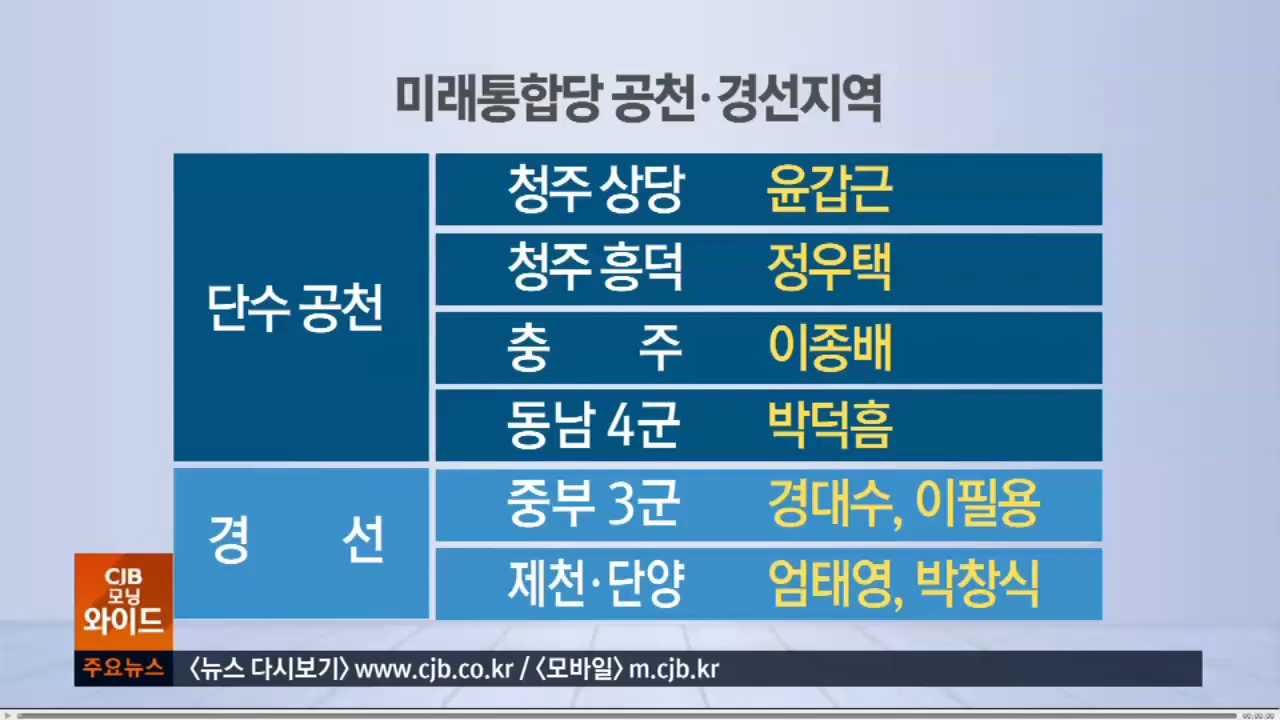 미래통합당 공천·경선지역
단수 공천
청주 상당 윤갑근
청주 흥덕 정우택
충 주 이종배
동남 4군 박덕흠
경 선
중부 3군 경대수, 이필용
제천·단양 엄태영, 박창식
CJB
모닝
와이드
주요뉴스 〈뉴스 다시보기〉 www.cjb.co.kr / 〈모바일〉 m.cjb.kr